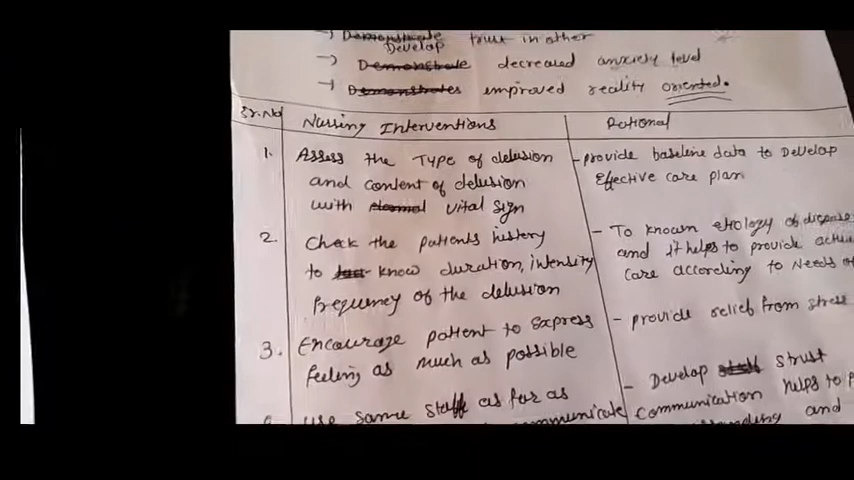 → Develop trust in other
→ decreased anxiety level
→ emproved reality oriented.
Sr.No Nursing Interventions Rational
1. Assess the Type of delusion
and content of delusion
with vital sign
- provide baseline data to Develop
effective care plan
2. Check the patients history
to know duration, intensity
frequency of the delusion
- To known etiology of disease
and it helps to provide
care according to Needs of
3. Encourage patient to Express
feeling as much as possible
- provide relief from stress
use same staff as far as
communicate
- Develop strust
communication helps to
and